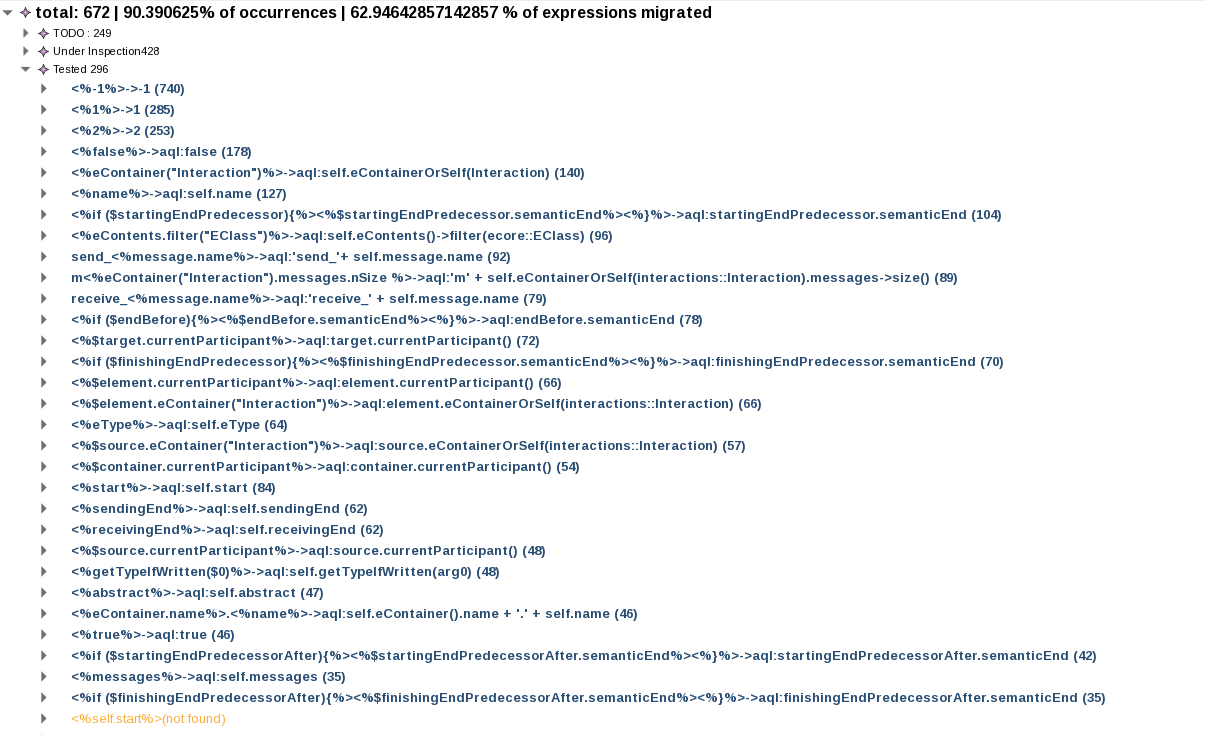 total: 672 | 90.390625% of occurrences | 62.94642857142857 % of expressions migrated
TODO : 249
Under Inspection428
Tested 296
<%-1%>->-1 (740)
<%1%>->1 (285)
<%2%>->2 (253)
<%false%>->aql:false (178)
<%eContainer("Interaction")%>->aql:self.eContainerOrSelf(Interaction) (140)
<%name%>->aql:self.name (127)
<%if ($startingEndPredecessor){%><%$startingEndPredecessor.semanticEnd%><%}%>->aql:startingEndPredecessor.semanticEnd (104)
<%eContents.filter("EClass")%>->aql:self.eContents()->filter(ecore::EClass) (96)
send_<%message.name%>->aql:'send_'+ self.message.name (92)
m<%eContainer("Interaction").messages.nSize %>->aql:'m' + self.eContainerOrSelf(interactions::Interaction).messages->size() (89)
receive_<%message.name%>->aql:'receive_' + self.message.name (79)
<%if ($endBefore){%><%$endBefore.semanticEnd%><%}%>->aql:endBefore.semanticEnd (78)
<%$target.currentParticipant%>->aql:target.currentParticipant() (72)
<%if ($finishingEndPredecessor){%><%$finishingEndPredecessor.semanticEnd%><%}%>->aql:finishingEndPredecessor.semanticEnd (70)
<%$element.currentParticipant%>->aql:element.currentParticipant() (66)
<%$element.eContainer("Interaction")%>->aql:element.eContainerOrSelf(interactions::Interaction) (66)
<%eType%>->aql:self.eType (64)
<%$source.eContainer("Interaction")%>->aql:source.eContainerOrSelf(interactions::Interaction) (57)
<%$container.currentParticipant%>->aql:container.currentParticipant() (54)
<%start%>->aql:self.start (84)
<%sendingEnd%>->aql:self.sendingEnd (62)
<%receivingEnd%>->aql:self.receivingEnd (62)
<%$source.currentParticipant%>->aql:source.currentParticipant() (48)
<%getTypeIfWritten($0)%>->aql:self.getTypeIfWritten(arg0) (48)
<%abstract%>->aql:self.abstract (47)
<%eContainer.name%>.<%name%>->aql:self.eContainer().name + '.' + self.name (46)
<%true%>->aql:true (46)
<%if ($startingEndPredecessorAfter){%><%$startingEndPredecessorAfter.semanticEnd%><%}%>->aql:startingEndPredecessorAfter.semanticEnd (42)
<%messages%>->aql:self.messages (35)
<%if ($finishingEndPredecessorAfter){%><%$finishingEndPredecessorAfter.semanticEnd%><%}%>->aql:finishingEndPredecessorAfter.semanticEnd (35)
<%self.start%>(not found)